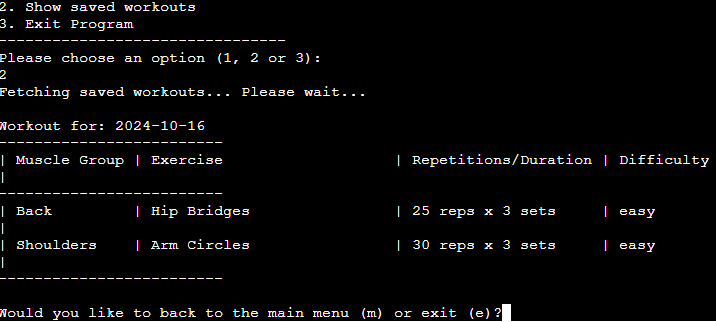 2. Show saved workouts
3. Exit Program
---------------------------------
Please choose an option (1, 2 or 3):
2
Fetching saved workouts... Please wait...
Workout for: 2024-10-16
-------------------------
| Muscle Group | Exercise                     | Repetitions/Duration | Difficulty
|
-------------------------
| Back         | Hip Bridges                  | 25 reps x 3 sets     | easy
|
| Shoulders    | Arm Circles                  | 30 reps x 3 sets     | easy
|
-------------------------
Would you like to back to the main menu (m) or exit (e)?